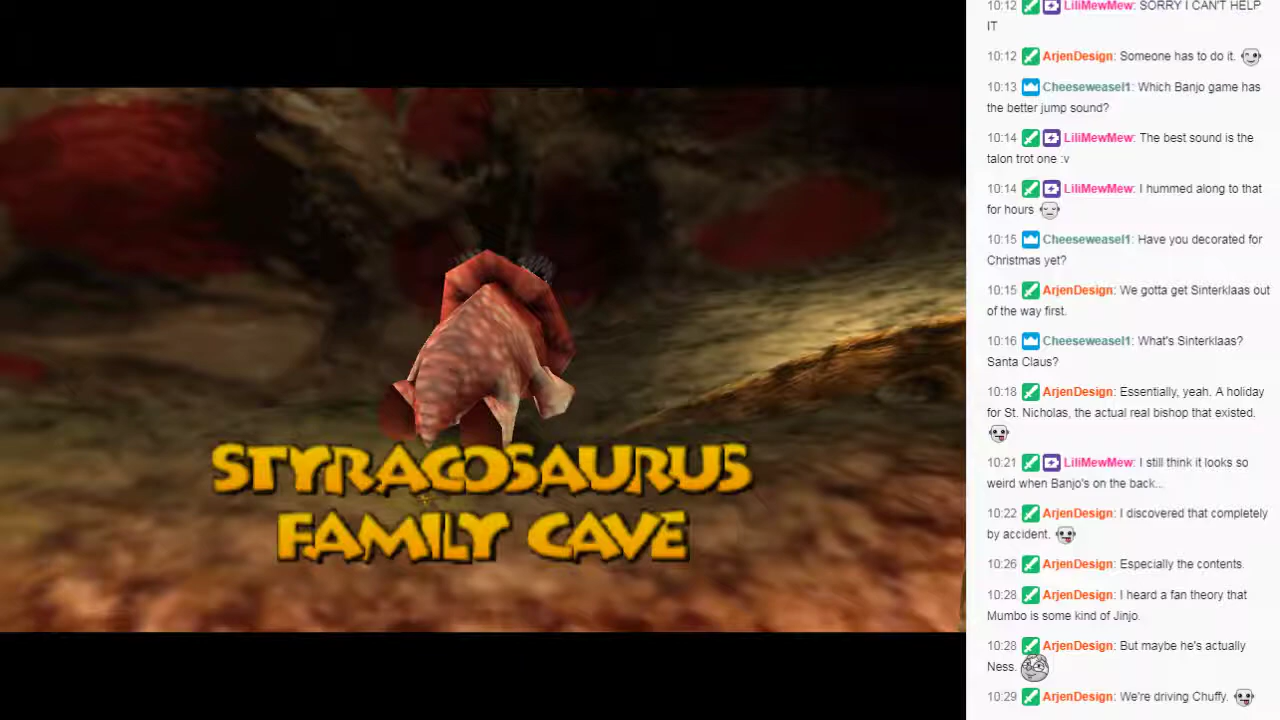 STYRACOSAURUS
FAMILY CAVE
10:12 LiliMewMew: SORRY I CAN'T HELP
IT
10:12 ArjenDesign: Someone has to do it.
10:13 Cheeseweasel1: Which Banjo game has
the better jump sound?
10:14 LiliMewMew: The best sound is the
talon trot one :v
10:14 LiliMewMew: I hummed along to that
for hours
10:15 Cheeseweasel1: Have you decorated for
Christmas yet?
10:15 ArjenDesign: We gotta get Sinterklaas out
of the way first.
10:16 Cheeseweasel1: What's Sinterklaas?
Santa Claus?
10:18 ArjenDesign: Essentially, yeah. A holiday
for St. Nicholas, the actual real bishop that existed.
10:21 LiliMewMew: I still think it looks so
weird when Banjo's on the back...
10:22 ArjenDesign: I discovered that completely
by accident.
10:26 ArjenDesign: Especially the contents.
10:28 ArjenDesign: I heard a fan theory that
Mumbo is some kind of Jinjo.
10:28 ArjenDesign: But maybe he's actually
Ness.
10:29 ArjenDesign: We're driving Chuffy.